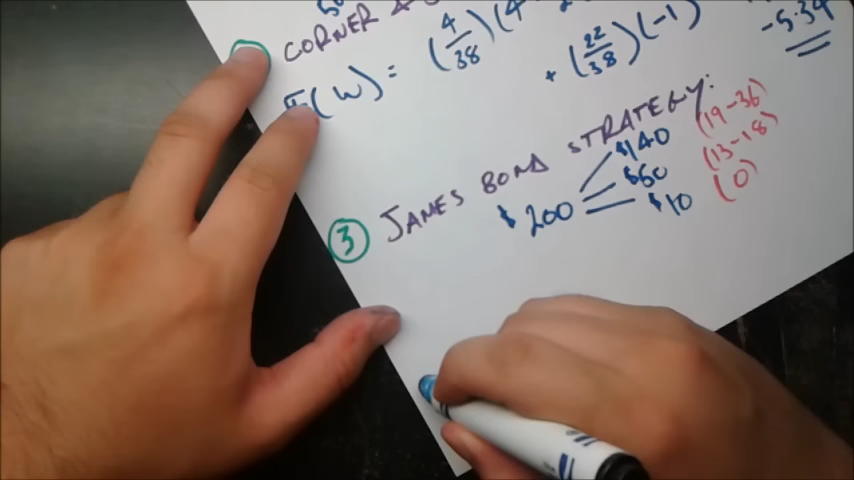 CORNER
E(W) = (4/38)(4
+ (22/38)(-1)
-5.34
③ JAMES BOND STRATEGY:
$200
$140 (19-36)
$60 (13-18)
$10 (0)